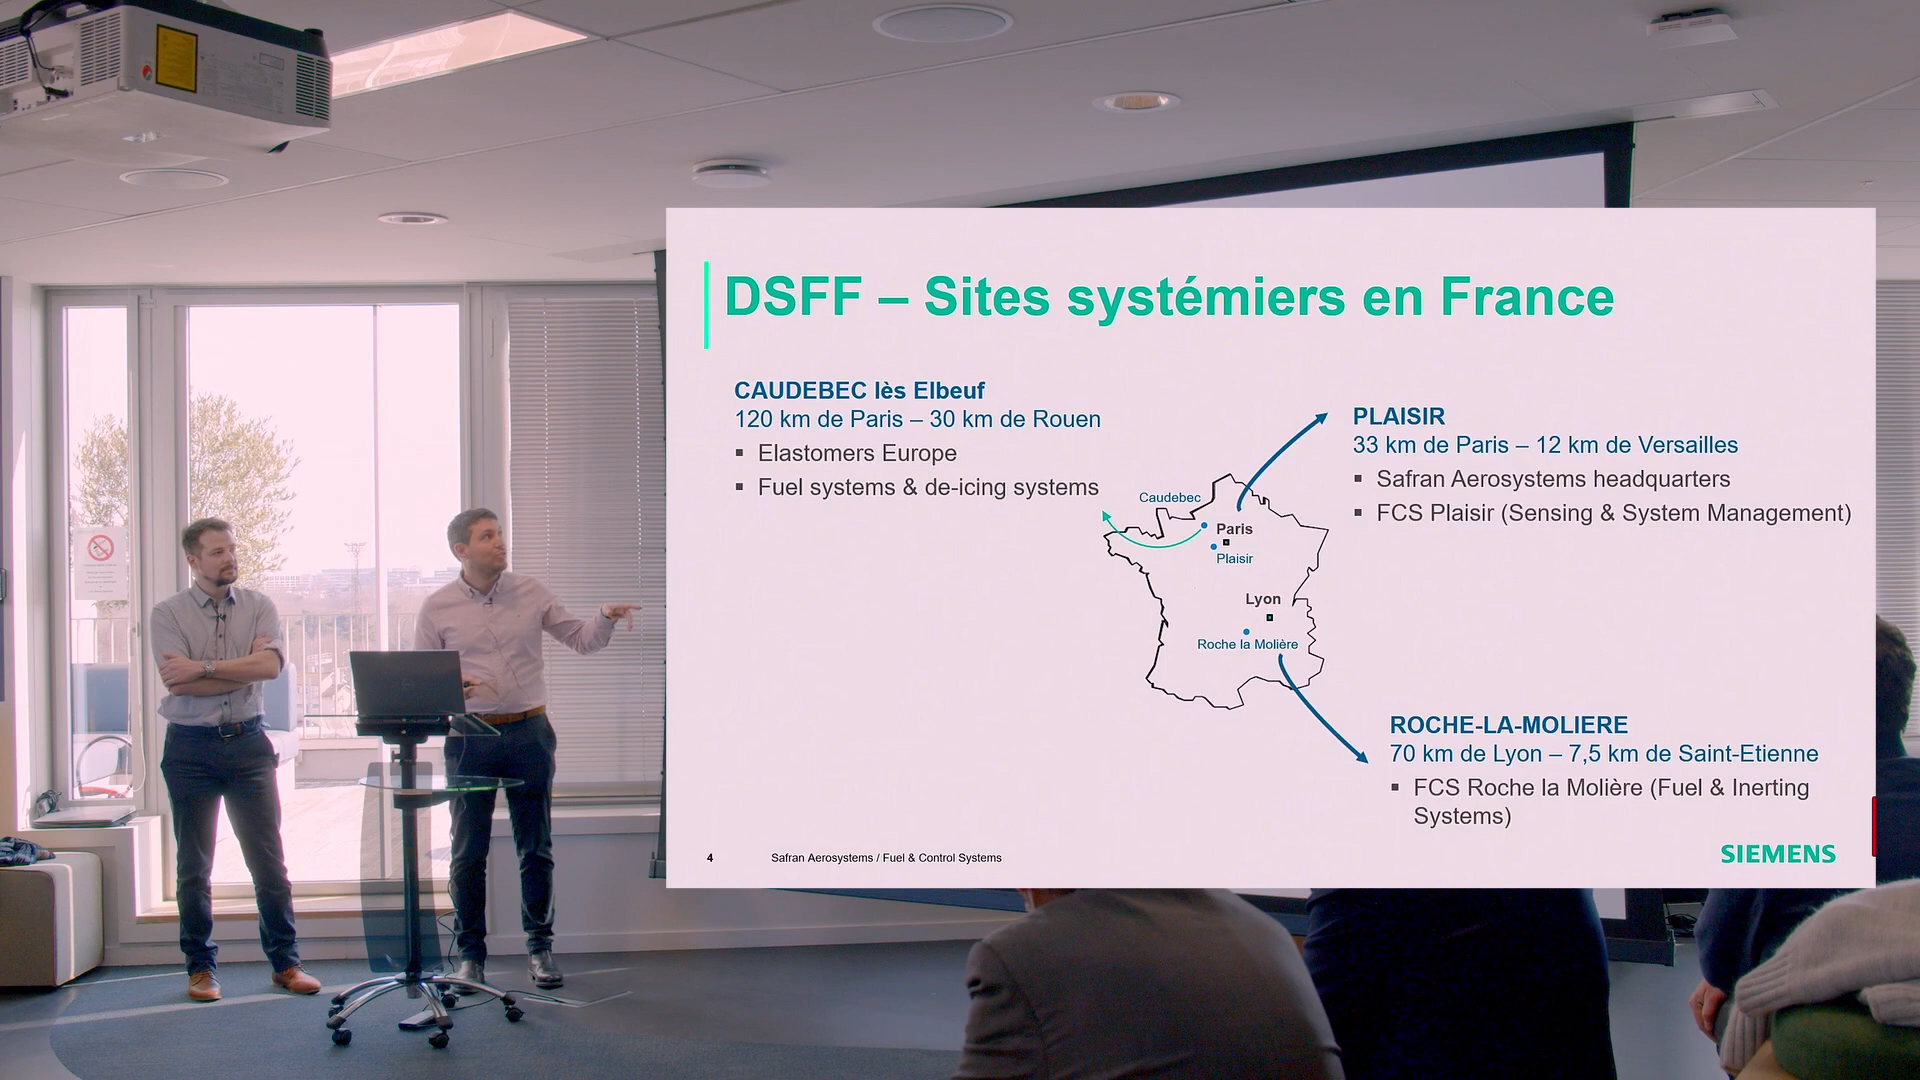 DSFF – Sites systémiers en France
CAUDEBEC lès Elbeuf
120 km de Paris – 30 km de Rouen
▪ Elastomers Europe
▪ Fuel systems & de-icing systems
PLAISIR
33 km de Paris – 12 km de Versailles
▪ Safran Aerosystems headquarters
▪ FCS Plaisir (Sensing & System Management)
Caudebec
Paris
Plaisir
Lyon
Roche la Molière
ROCHE-LA-MOLIERE
70 km de Lyon – 7,5 km de Saint-Etienne
▪ FCS Roche la Molière (Fuel & Inerting
Systems)
4
Safran Aerosystems / Fuel & Control Systems
SIEMENS